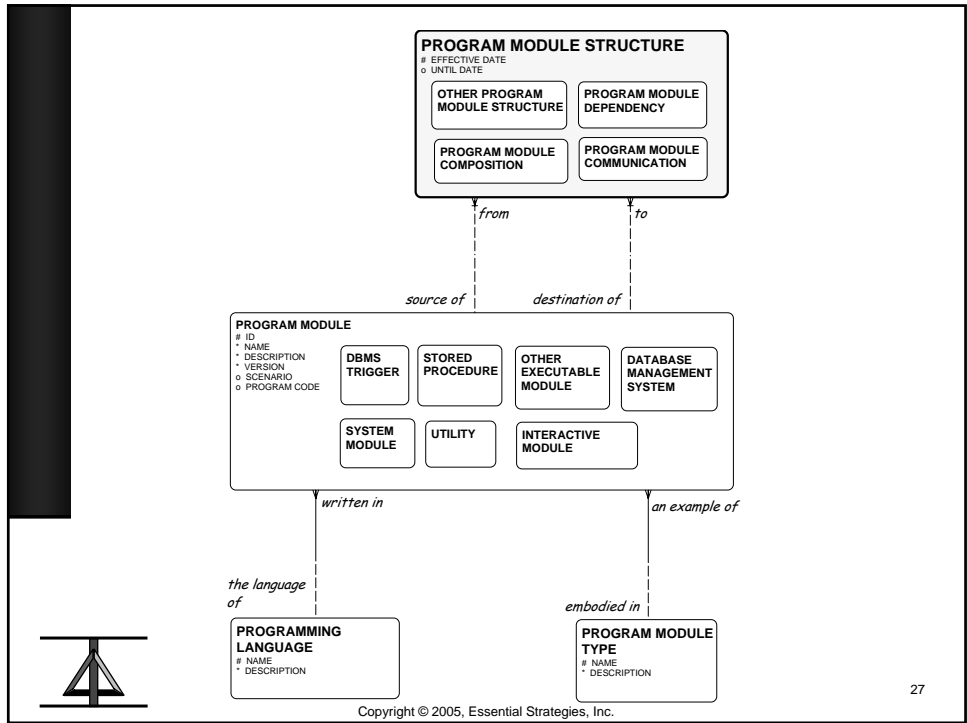 PROGRAM MODULE STRUCTURE
# EFFECTIVE DATE
o UNTIL DATE
OTHER PROGRAM
MODULE STRUCTURE
PROGRAM MODULE
DEPENDENCY
PROGRAM MODULE
COMPOSITION
PROGRAM MODULE
COMMUNICATION
from
to
source of
destination of
PROGRAM MODULE
# ID
* NAME
* DESCRIPTION
* VERSION
o SCENARIO
o PROGRAM CODE
DBMS
TRIGGER
STORED
PROCEDURE
OTHER
EXECUTABLE
MODULE
DATABASE
MANAGEMENT
SYSTEM
SYSTEM
MODULE
UTILITY
INTERACTIVE
MODULE
written in
an example of
the language
of
embodied in
PROGRAMMING
LANGUAGE
# NAME
* DESCRIPTION
PROGRAM MODULE
TYPE
# NAME
* DESCRIPTION
27
Copyright © 2005, Essential Strategies, Inc.